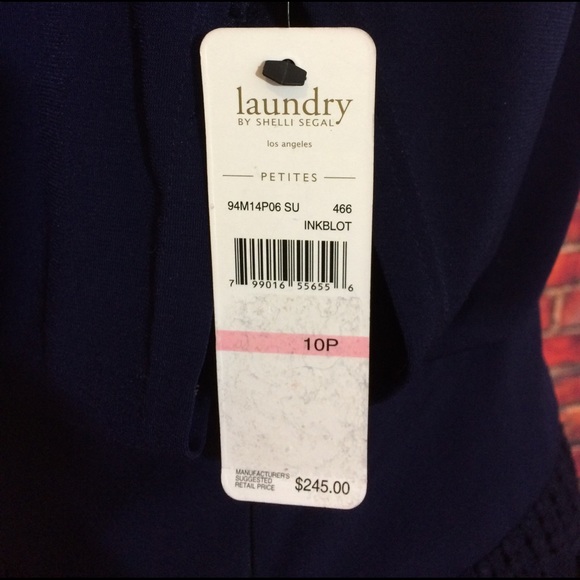 laundry
BY SHELLI SEGAL
los angeles
PETITES
94M14P06 SU 466
INKBLOT
7 99016 55655 6
10P
MANUFACTURER'S
SUGGESTED
RETAIL PRICE $245.00